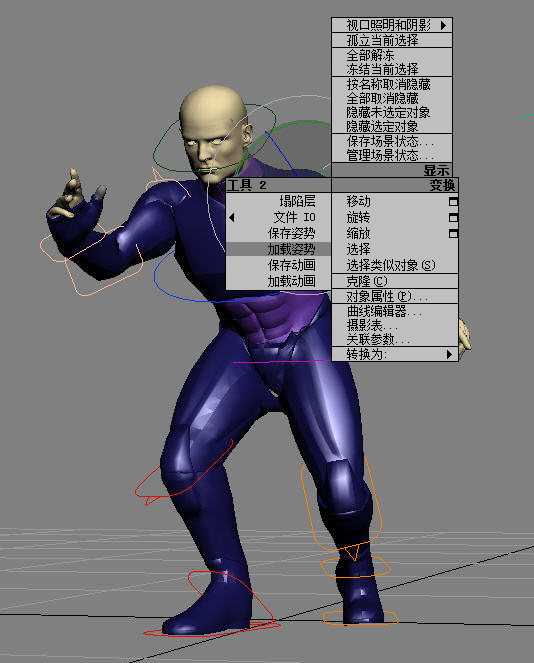 视口照明和阴影
孤立当前选择
全部解冻
冻结当前选择
按名称取消隐藏
全部取消隐藏
隐藏未选定对象
隐藏选定对象
保存场景状态...
管理场景状态...
显示
工具 2
变换
塌陷层
文件 IO
保存姿势
加载姿势
保存动画
加载动画
移动
旋转
缩放
选择
选择类似对象(S)
克隆(C)
对象属性(P)...
曲线编辑器...
摄影表...
关联参数...
转换为: